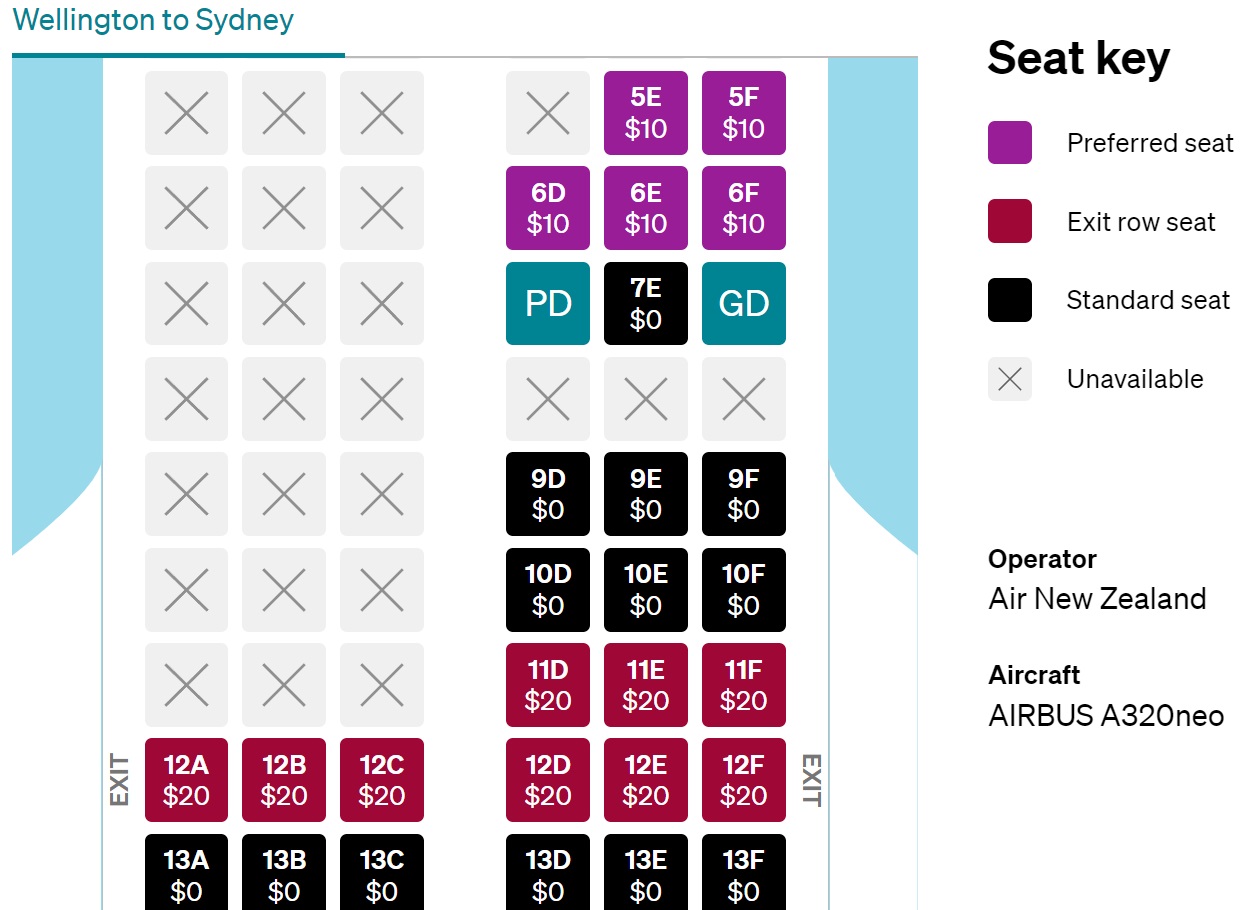 Wellington to Sydney
5E 5F
$10 $10
6D 6E 6F
$10 $10 $10
PD 7E GD
$0
9D 9E 9F
$0 $0 $0
10D 10E 10F
$0 $0 $0
11D 11E 11F
$20 $20 $20
EXIT
12A 12B 12C 12D 12E 12F
$20 $20 $20 $20 $20 $20
EXIT
13A 13B 13C 13D 13E 13F
$0 $0 $0 $0 $0 $0
Seat key
Preferred seat
Exit row seat
Standard seat
Unavailable
Operator
Air New Zealand
Aircraft
AIRBUS A320neo